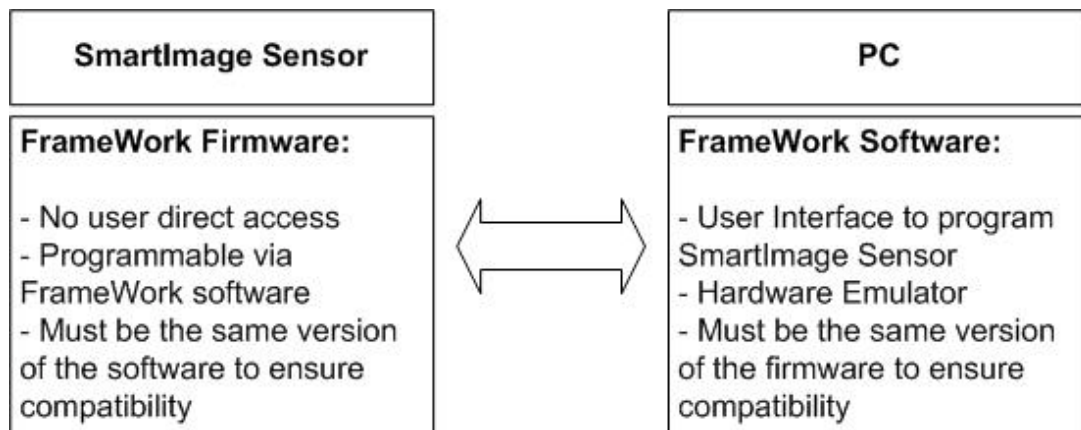 SmartImage Sensor
FrameWork Firmware:
- No user direct access
- Programmable via
FrameWork software
- Must be the same version
of the software to ensure
compatibility
PC
FrameWork Software:
- User Interface to program
SmartImage Sensor
- Hardware Emulator
- Must be the same version
of the firmware to ensure
compatibility